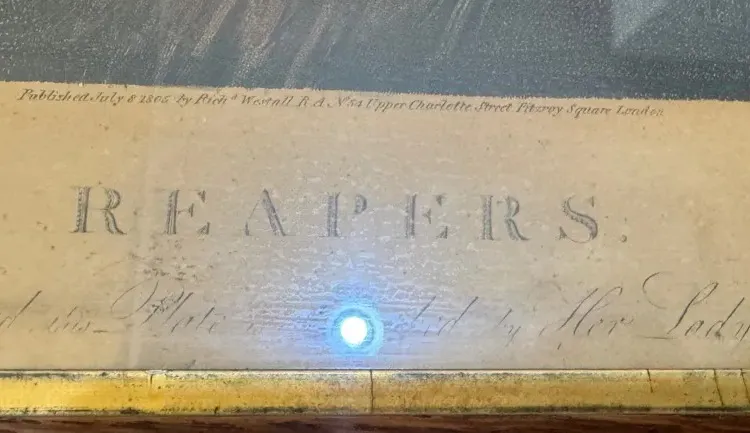 Published July 8 1805 by Richd Westall R.A. No 54 Upper Charlotte Street Fitzroy Square London
REAPERS.
this Plate by Her Lady